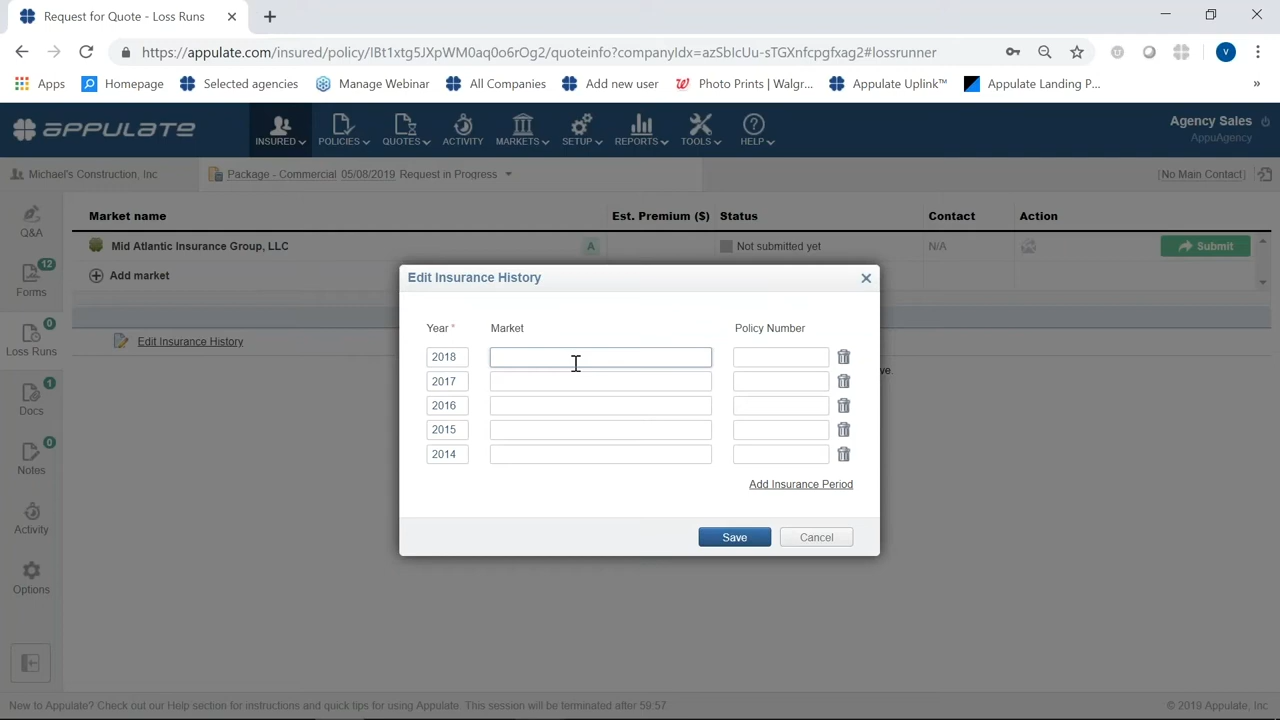 Request for Quote - Loss Runs
https://appulate.com/insured/policy/IBt1xtg5JXpWM0aq0o6rOg2/quoteinfo?companyIdx=azSblcUu-sTGXnfcpgfxag2#lossrunner
V
Apps Homepage Selected agencies Manage Webinar All Companies Add new user Photo Prints | Walgr... Appulate Uplink™ Appulate Landing P... »
APPULATE
INSURED POLICIES QUOTES ACTIVITY MARKETS SETUP REPORTS TOOLS HELP
Agency Sales
AppuAgency
Michael's Construction, Inc Package - Commercial 05/08/2019 Request in Progress [No Main Contact]
Market name Est. Premium ($) Status Contact Action
Mid Atlantic Insurance Group, LLC A Not submitted yet N/A Submit
Add market
Q&A
12
Forms
0
Loss Runs
1
Docs
0
Notes
Activity
Options
Edit Insurance History
ve.
Edit Insurance History
Year * Market Policy Number
2018
2017
2016
2015
2014
Add Insurance Period
Save Cancel
New to Appulate? Check out our Help section for instructions and quick tips for using Appulate. This session will be terminated after 59:57. © 2019 Appulate, Inc